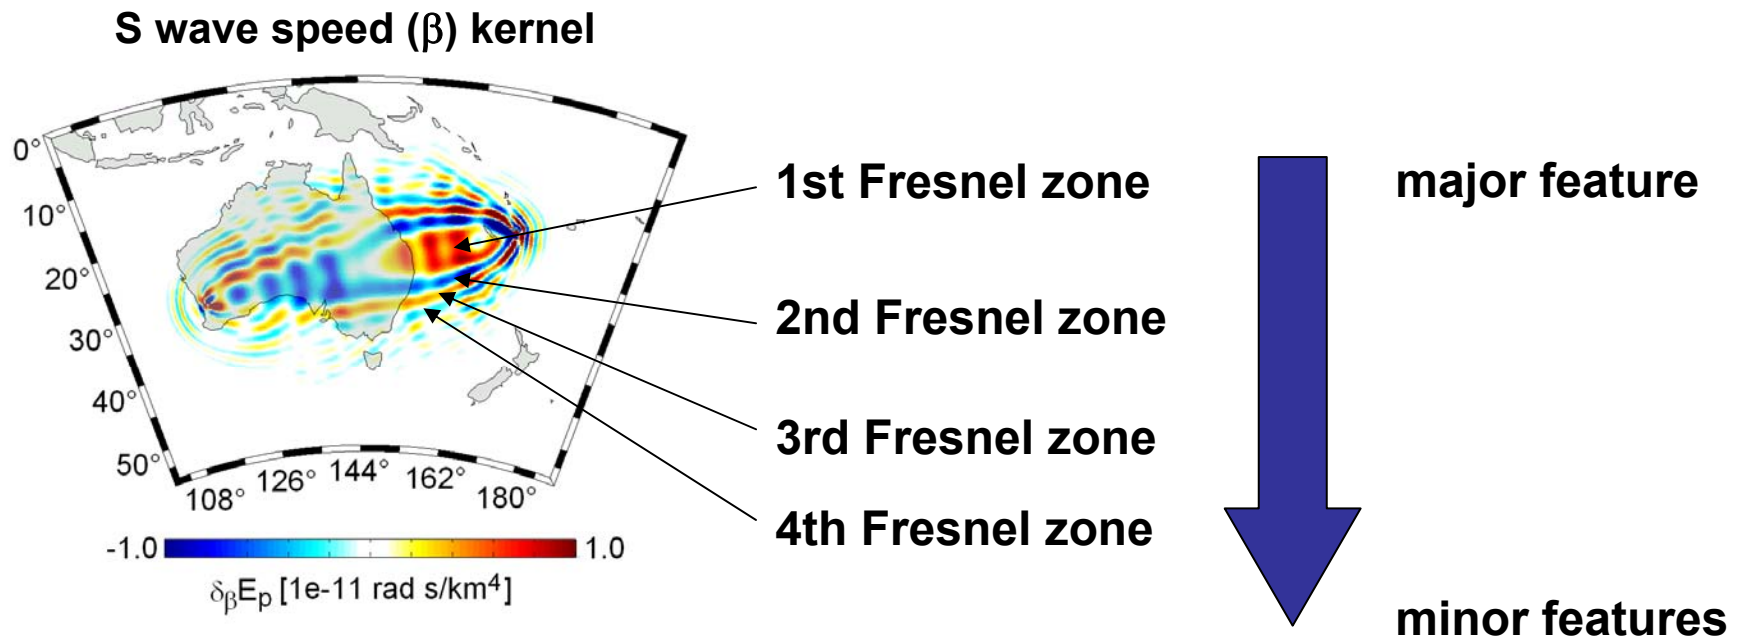 S wave speed (β) kernel
0°
10°
20°
30°
40°
50°
108°
126°
144°
162°
180°
-1.0
1.0
δβEp [1e-11 rad s/km⁴]
1st Fresnel zone
2nd Fresnel zone
3rd Fresnel zone
4th Fresnel zone
major feature
minor features